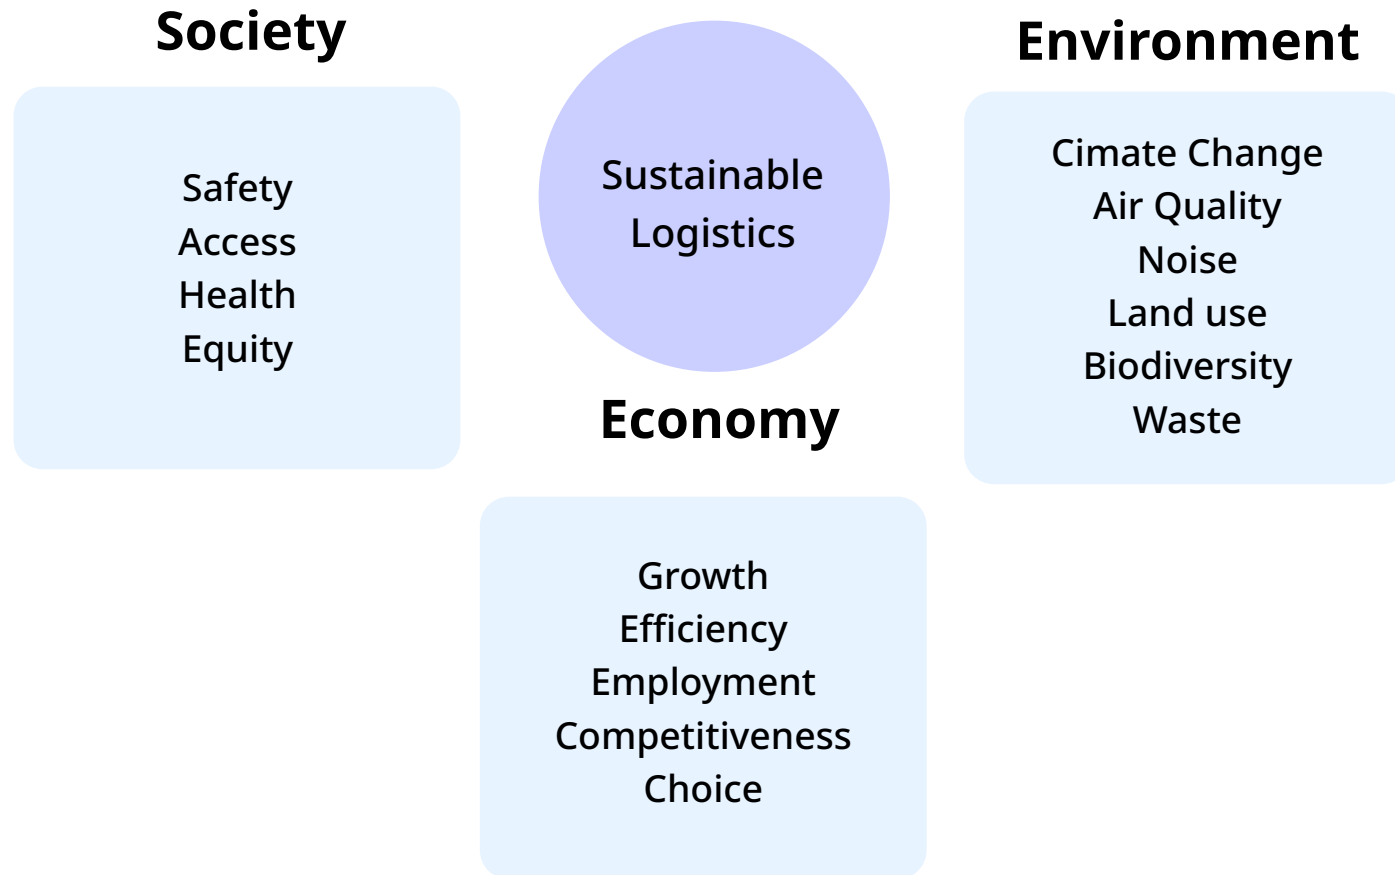 Society
Safety
Access
Health
Equity
Sustainable
Logistics
Environment
Cimate Change
Air Quality
Noise
Land use
Biodiversity
Waste
Economy
Growth
Efficiency
Employment
Competitiveness
Choice